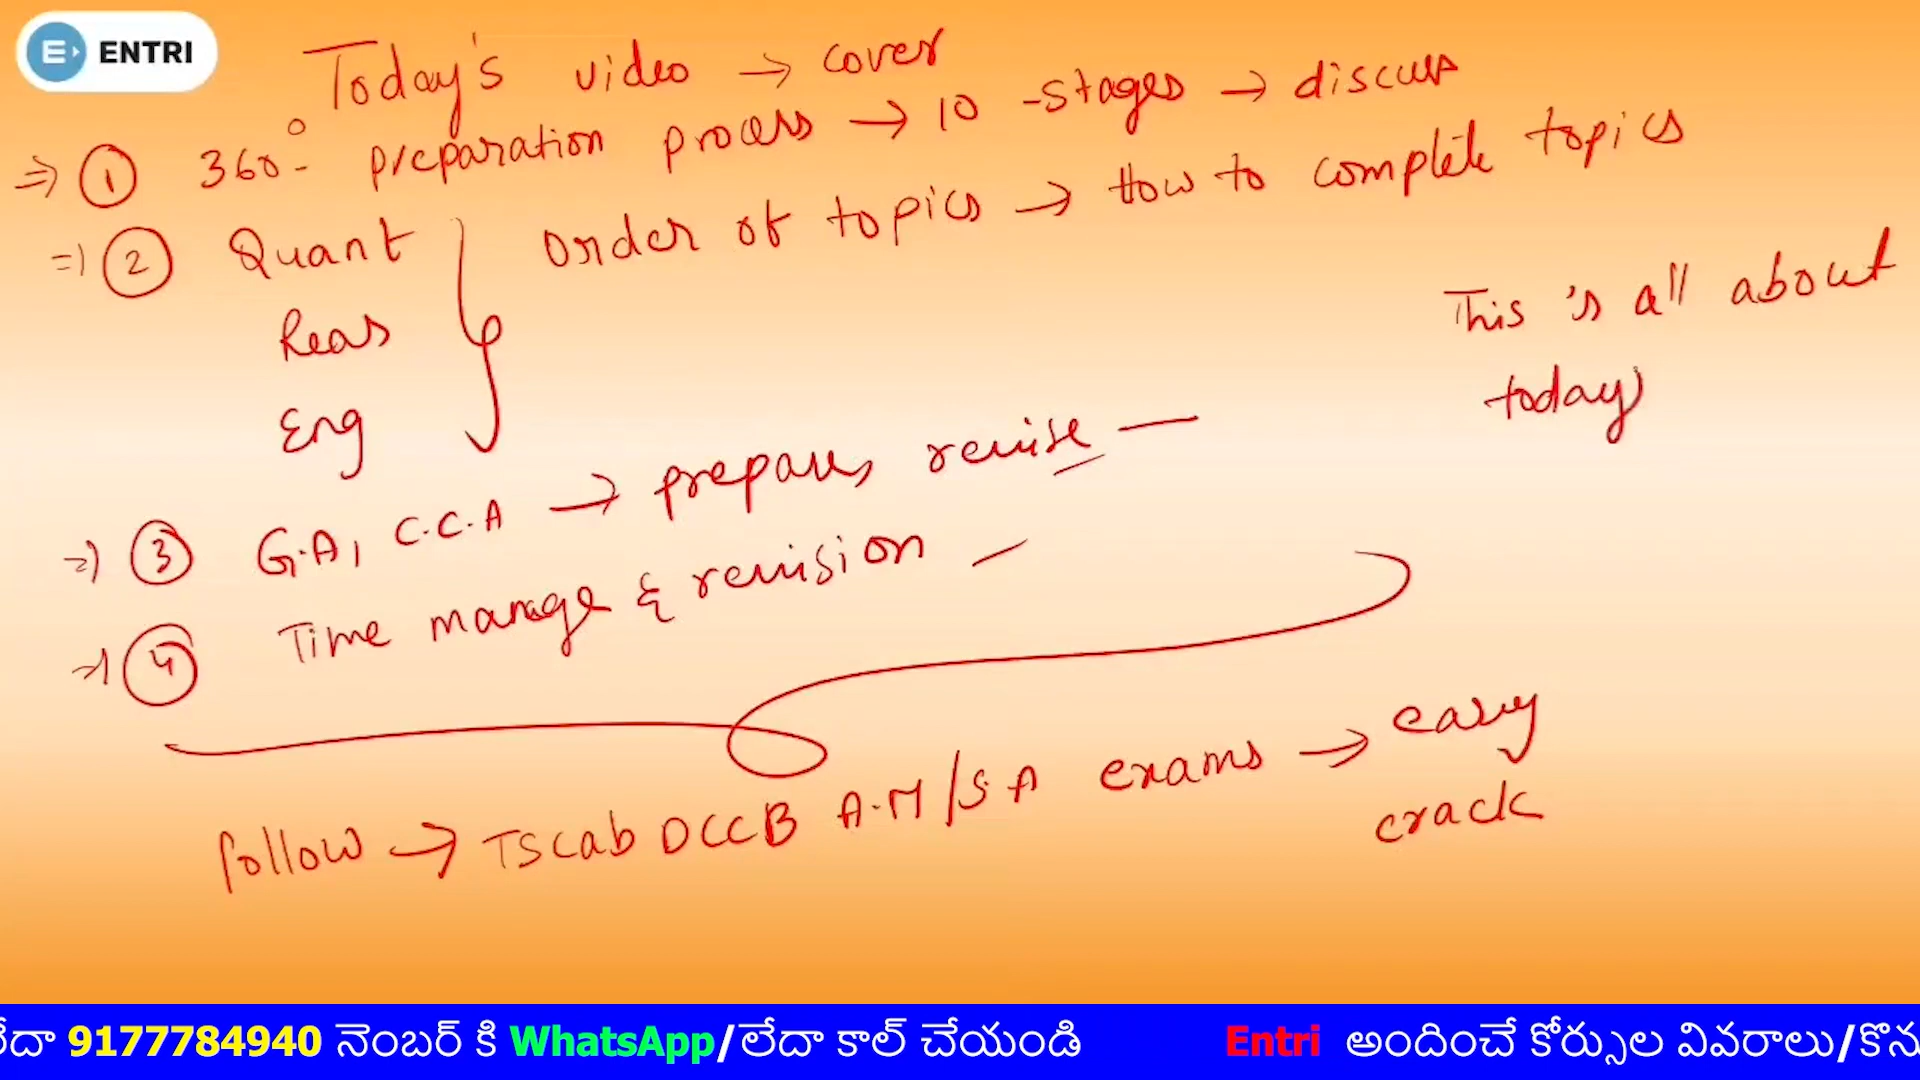 ENTRI
Today's video → cover
⇒ ① 360°:- preparation process → 10 -stages → discuss
⇒ ② Quant
Reas
Eng
Order of topics → How to complete topics
This is all about
today
⇒ ③ G.A, C.C.A → prepare, revise —
⇒ ④ Time manage & revision —
follow → TScab DCCB A.M/S.A exams → easy
crack
లేదా 9177784940 నెంబర్ కి WhatsApp/లేదా కాల్ చేయండి Entri అందించే కోర్సుల వివరాలు/కొను